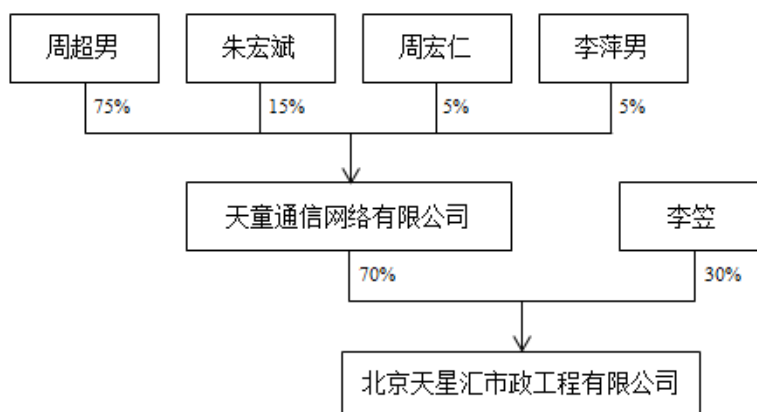 周超男 朱宏斌 周宏仁 李萍男
75% 15% 5% 5%
天童通信网络有限公司 李笠
70% 30%
北京天星汇市政工程有限公司